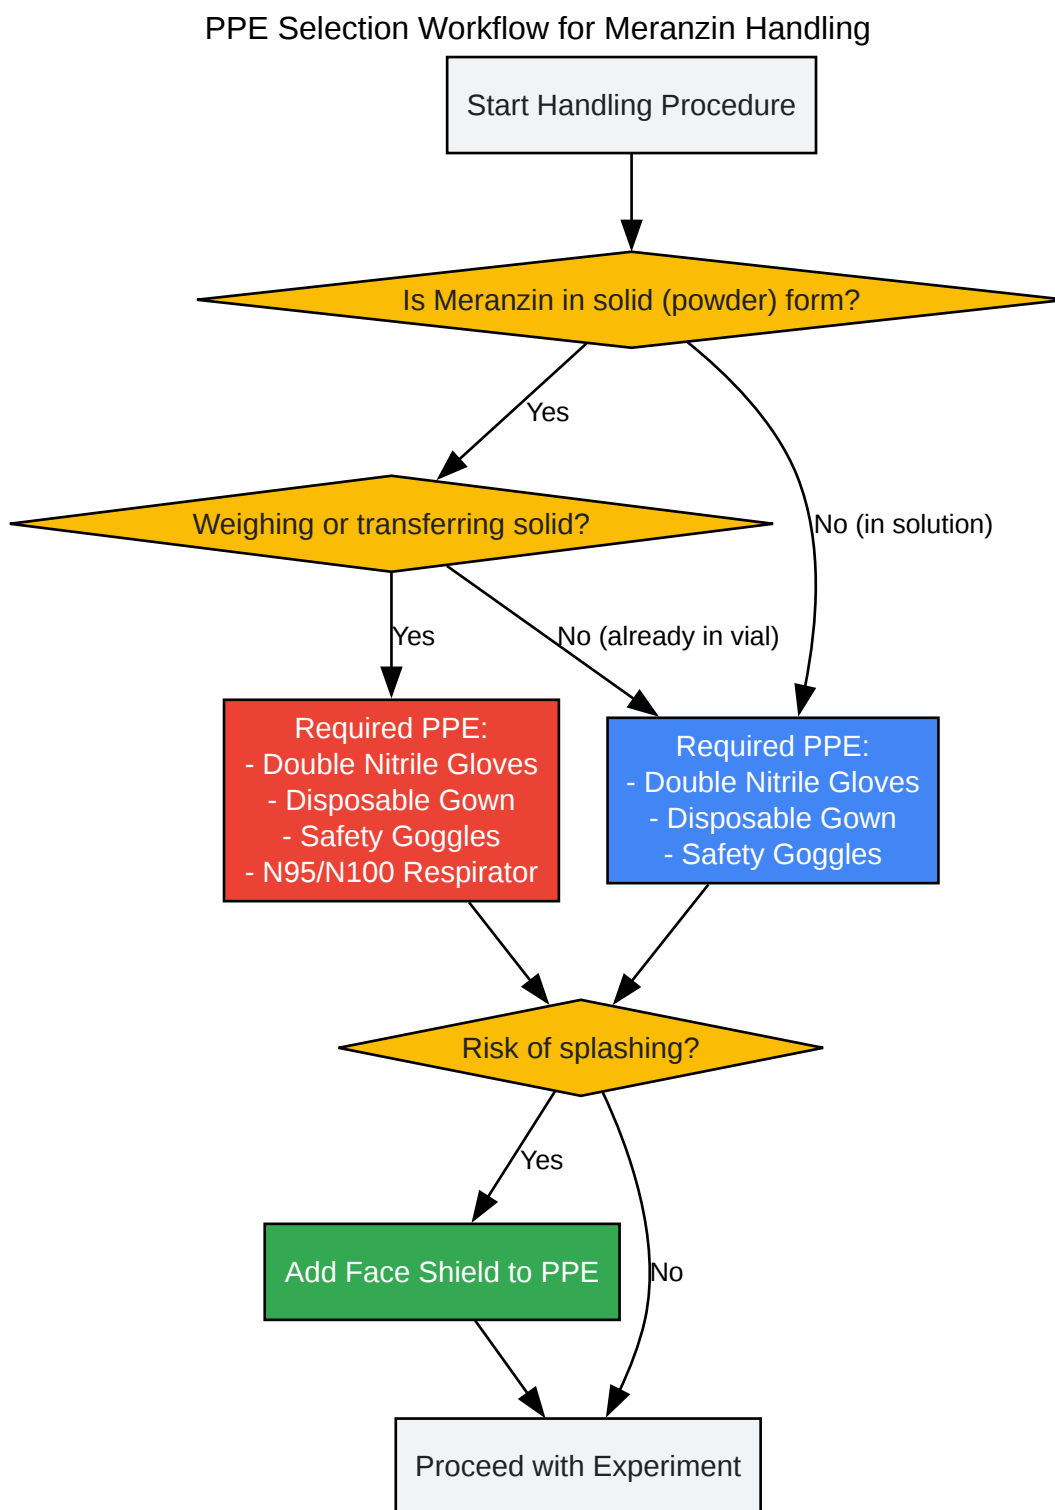 PPE Selection Workflow for Meranzin Handling
Start Handling Procedure
Is Meranzin in solid (powder) form?
Yes
Weighing or transferring solid?
No (in solution)
Yes
No (already in vial)
Required PPE:
- Double Nitrile Gloves
- Disposable Gown
- Safety Goggles
- N95/N100 Respirator
Required PPE:
- Double Nitrile Gloves
- Disposable Gown
- Safety Goggles
Risk of splashing?
Yes
Add Face Shield to PPE
No
Proceed with Experiment